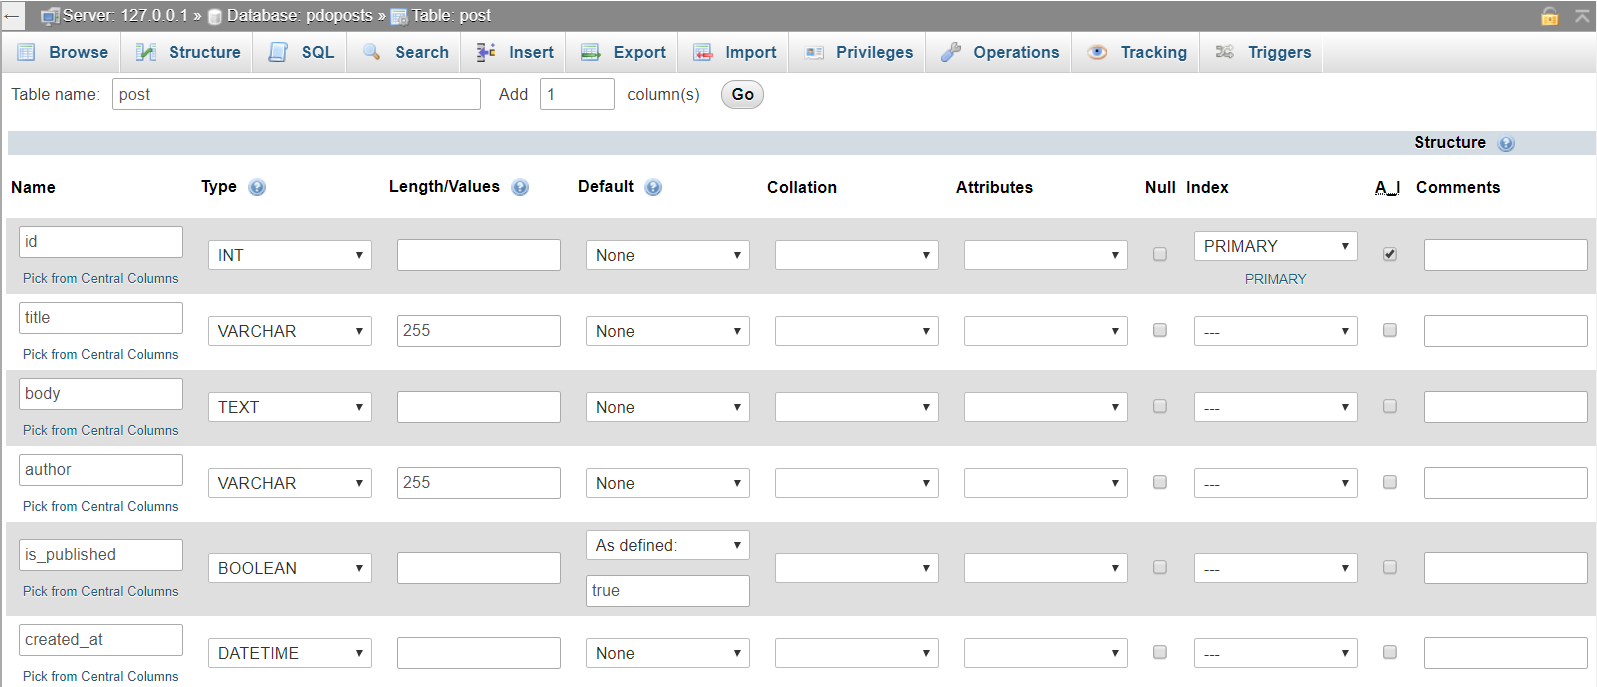 ← Server: 127.0.0.1 » Database: pdoposts » Table: post
Browse Structure SQL Search Insert Export Import Privileges Operations Tracking Triggers
Table name: post Add 1 column(s) Go
Structure
Name Type Length/Values Default Collation Attributes Null Index A_I Comments
id INT None PRIMARY
Pick from Central Columns PRIMARY
title VARCHAR 255 None ---
Pick from Central Columns
body TEXT None ---
Pick from Central Columns
author VARCHAR 255 None ---
Pick from Central Columns
As defined:
is_published BOOLEAN ---
Pick from Central Columns true
created_at DATETIME None ---
Pick from Central Columns